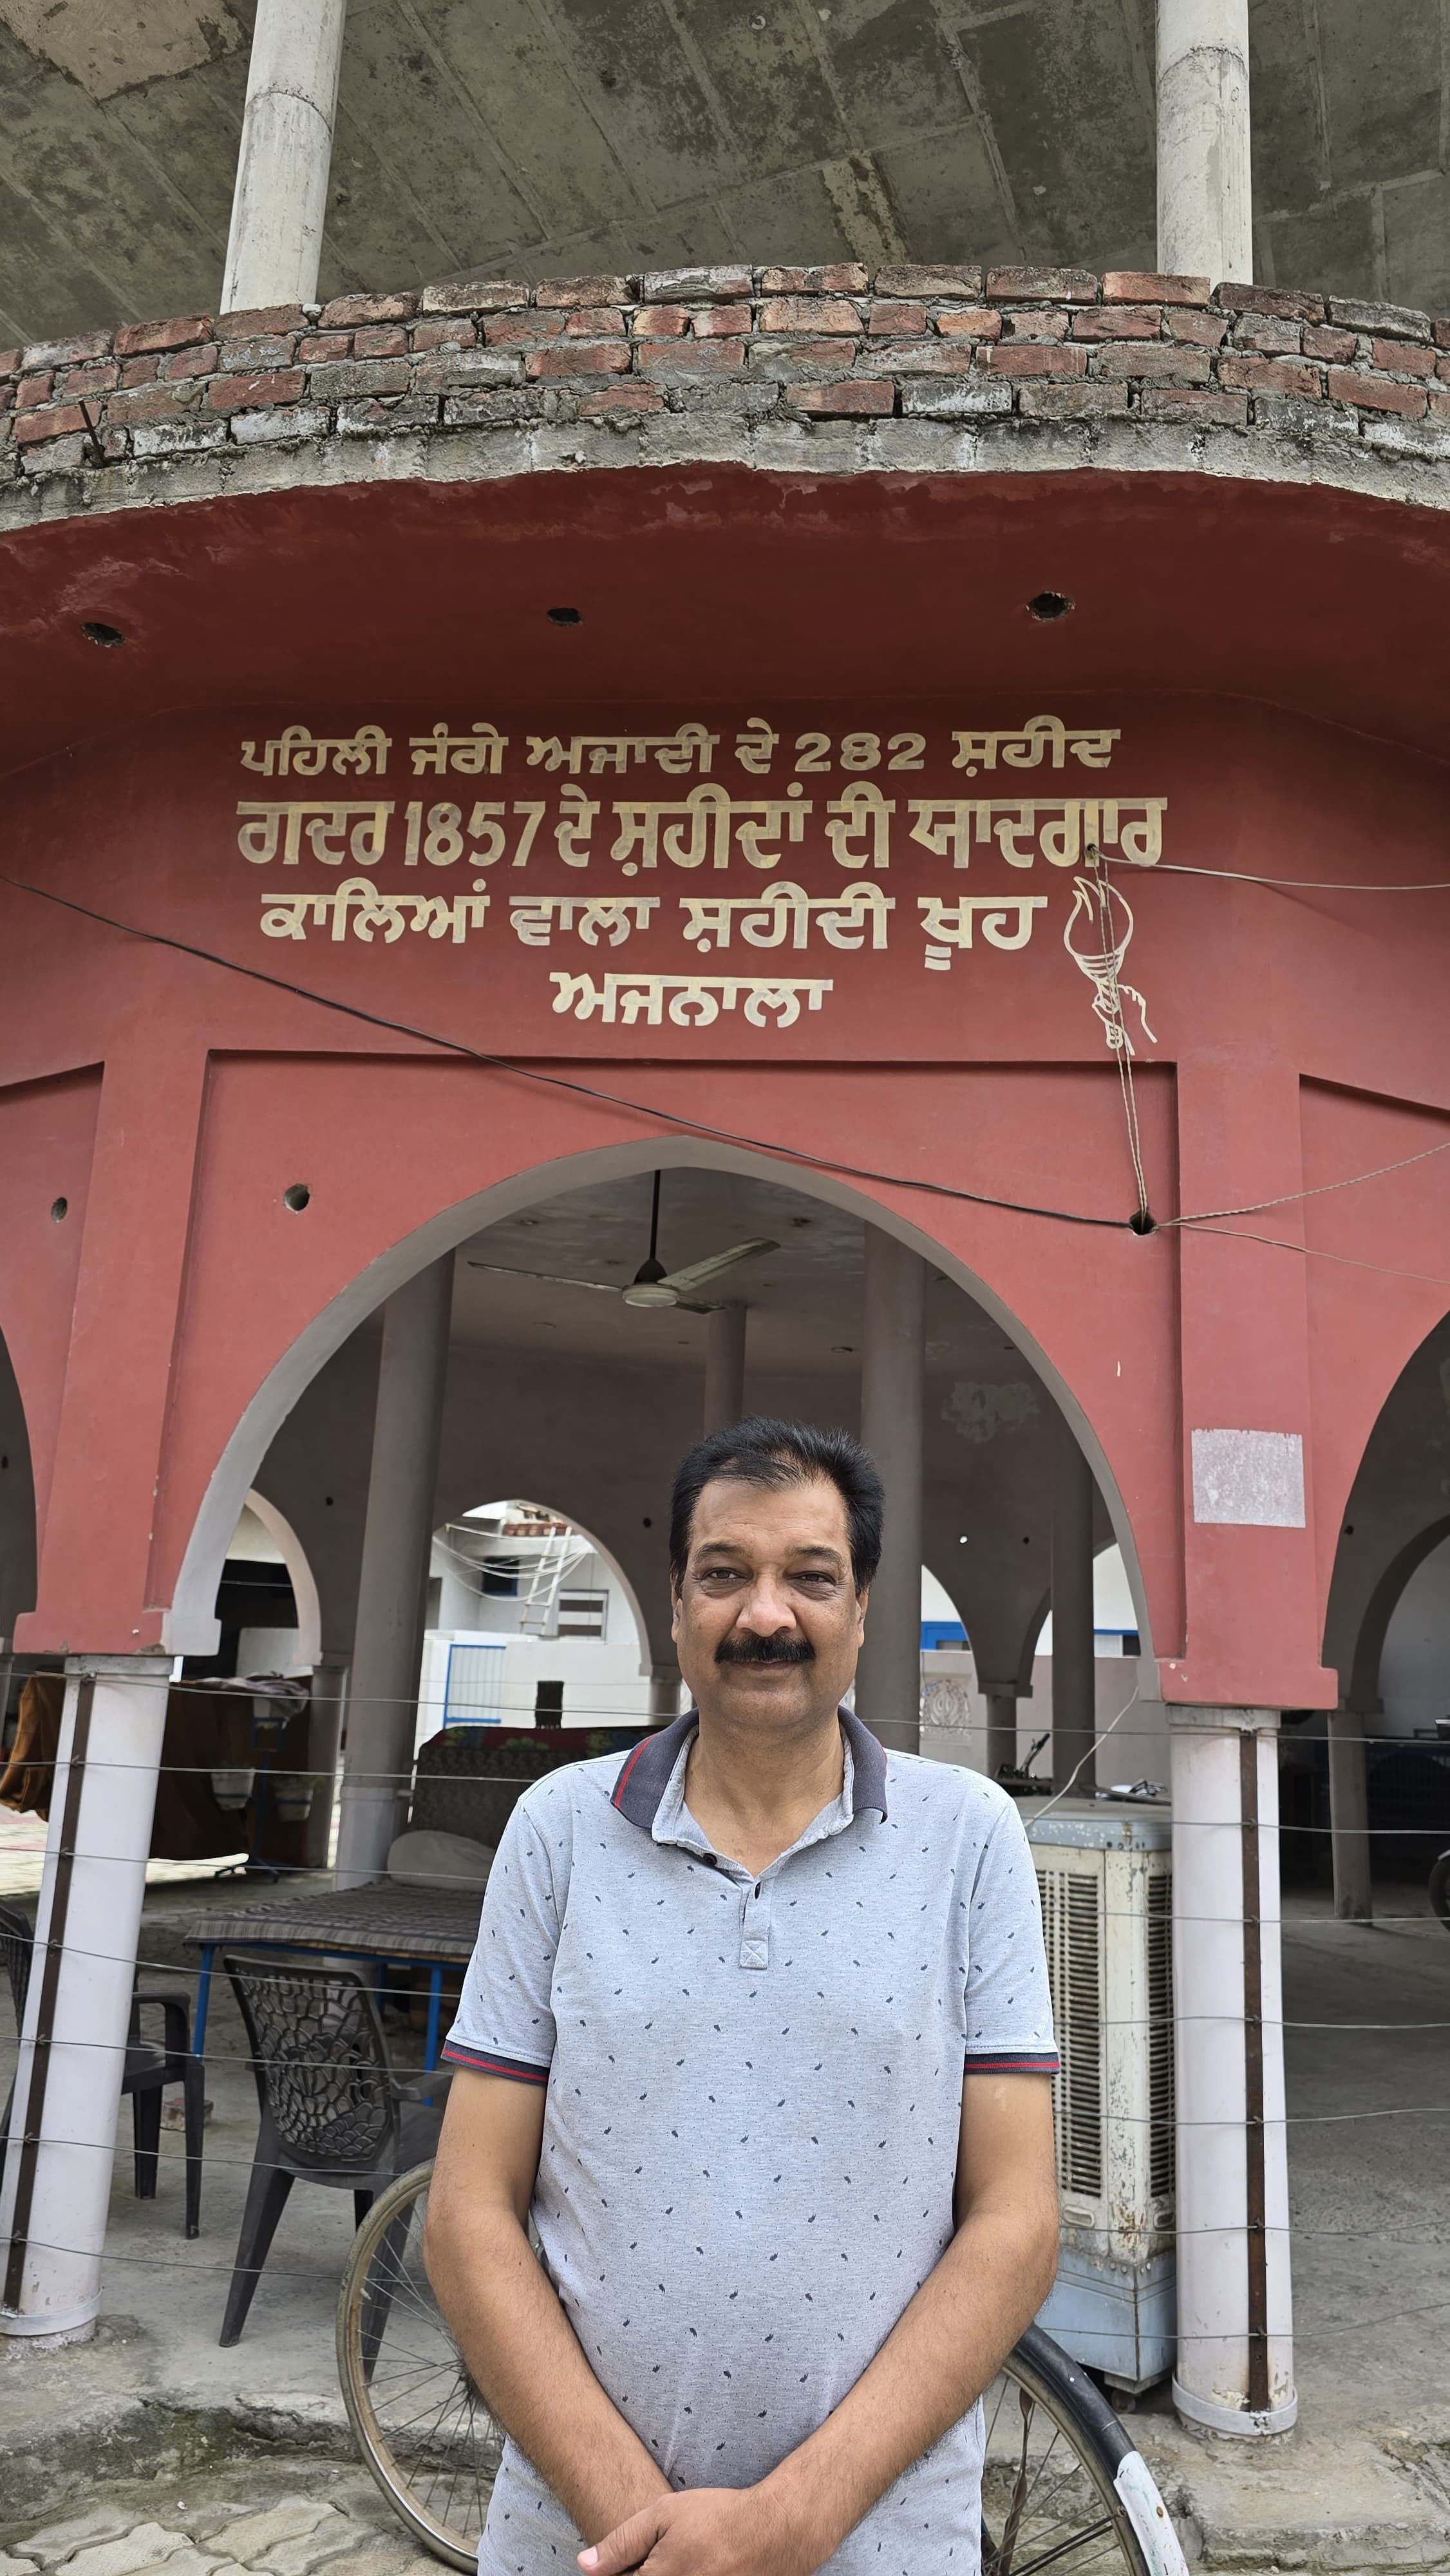 ਪਹਿਲੀ ਜੰਗੇ ਅਜਾਦੀ ਦੇ 282 ਸ਼ਹੀਦ
ਗਦਰ 1857 ਦੇ ਸ਼ਹੀਦਾਂ ਦੀ ਯਾਦਗਾਰ
ਕਾਲਿਆਂ ਵਾਲਾ ਸ਼ਹੀਦੀ ਖੂਹ
ਅਜਨਾਲਾ